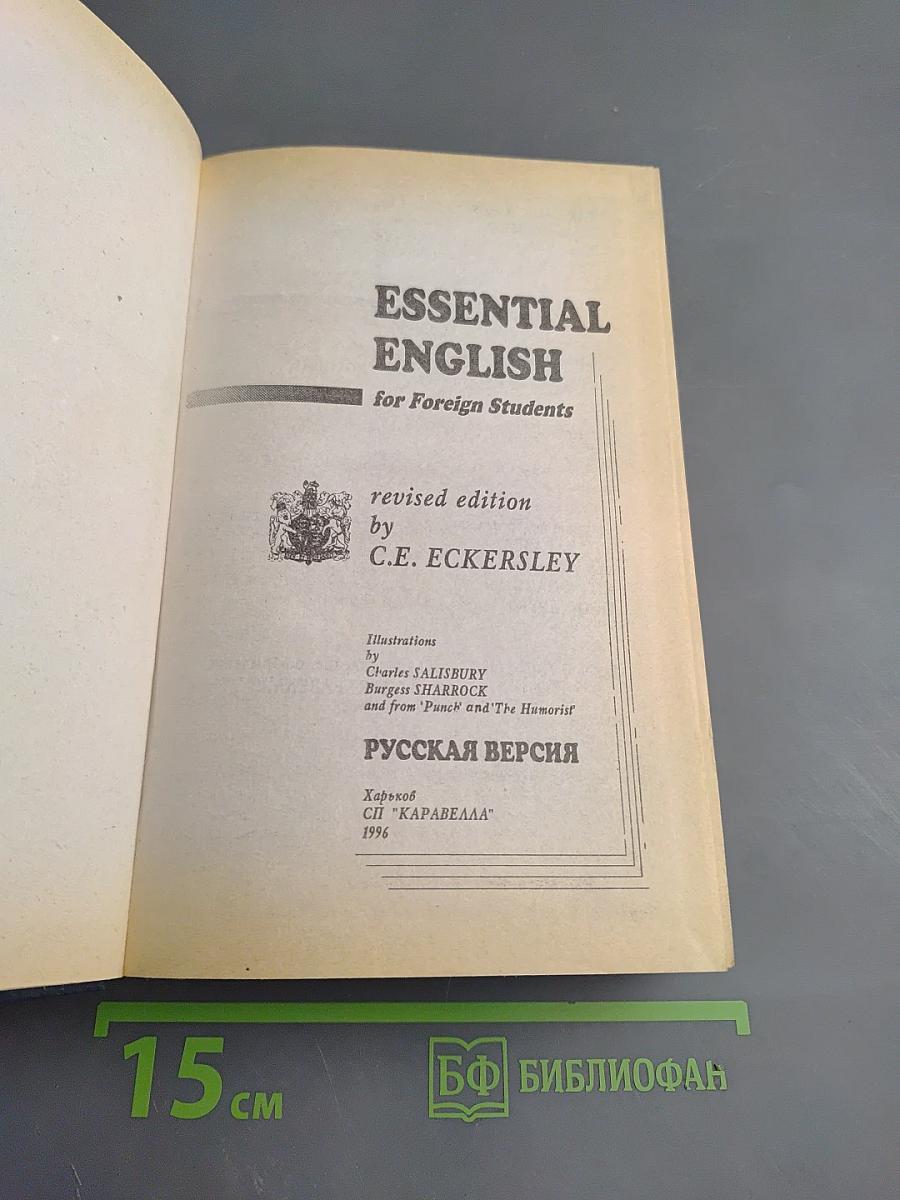 ESSENTIAL
ENGLISH
for Foreign Students
revised edition
by
C.E. ECKERSLEY
Illustrations
by
Charles SALISBURY
Burgess SHARROCK
and from 'Punch' and 'The Humorist'
РУССКАЯ ВЕРСИЯ
Харьков
СП "КАРАВЕЛЛА"
1996
15 см
БФ БИБЛИОФАН